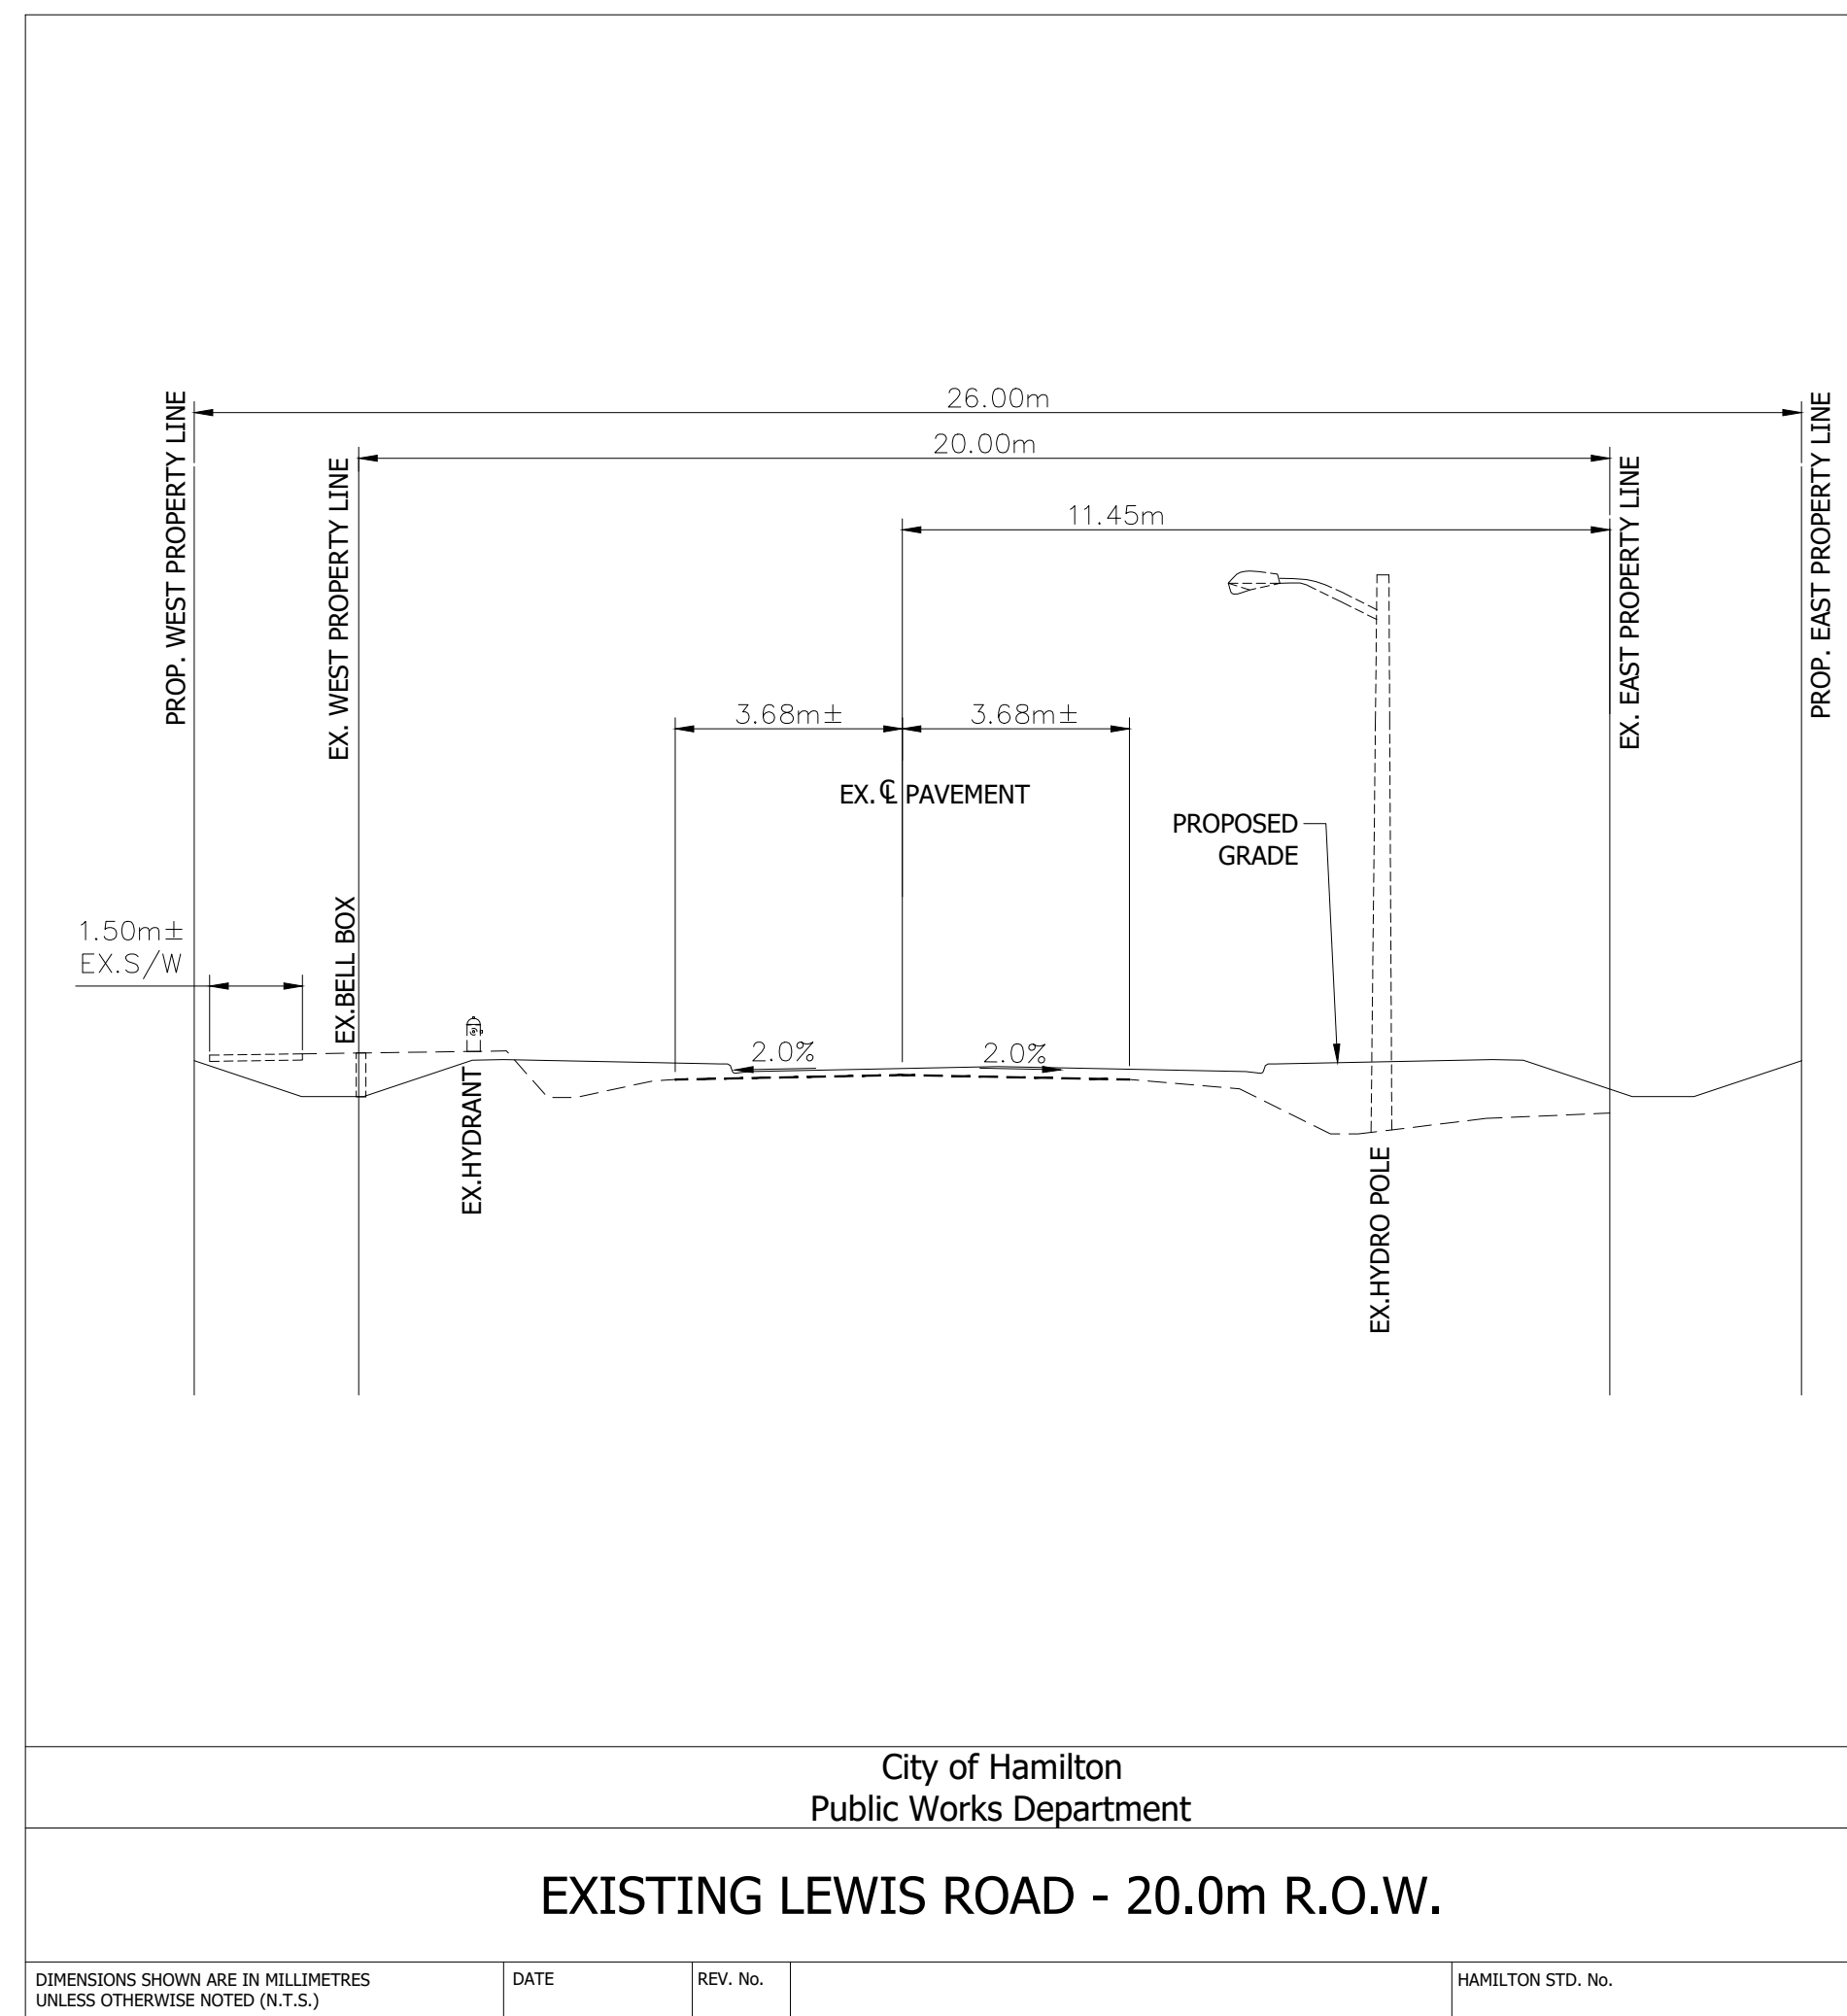 26.00m
20.00m
11.45m
PROP. WEST PROPERTY LINE
EX. WEST PROPERTY LINE
EX. EAST PROPERTY LINE
PROP. EAST PROPERTY LINE
3.68m±
3.68m±
EX. ℄ PAVEMENT
PROPOSED
GRADE
1.50m±
EX.S/W
EX.BELL BOX
2.0%
2.0%
EX.HYDRANT
EX.HYDRO POLE
City of Hamilton
Public Works Department
EXISTING LEWIS ROAD - 20.0m R.O.W.
DIMENSIONS SHOWN ARE IN MILLIMETRES
UNLESS OTHERWISE NOTED (N.T.S.)
DATE
REV. No.
HAMILTON STD. No.